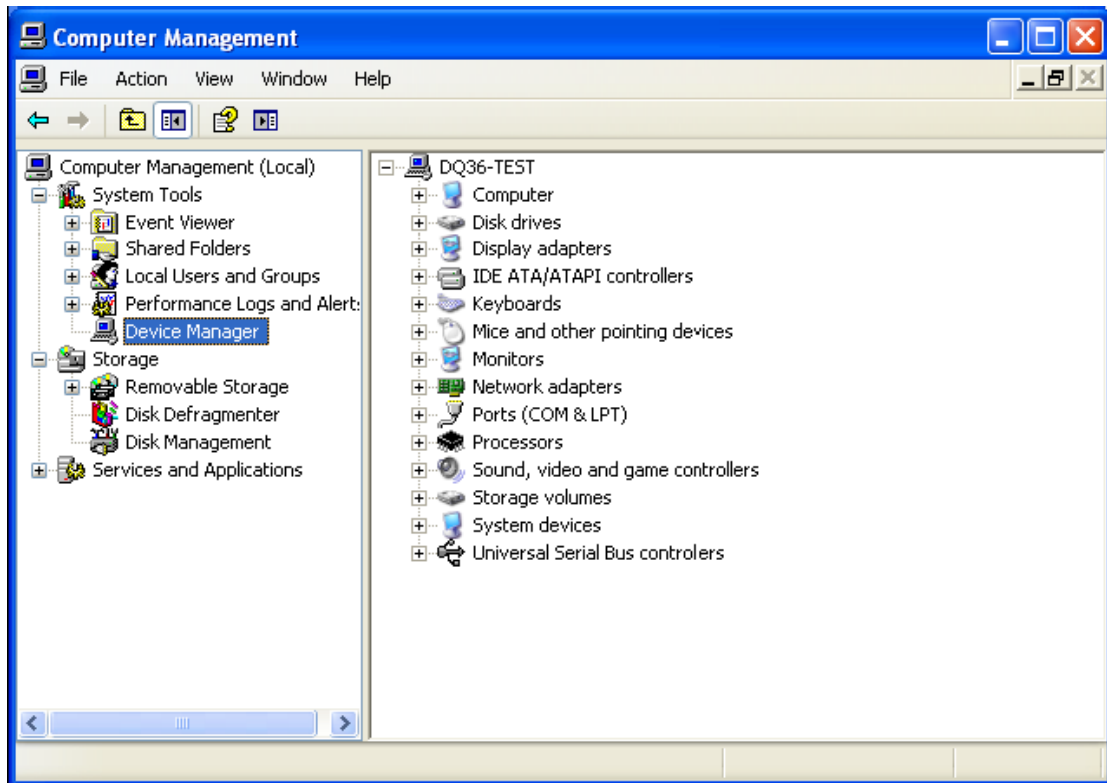 Computer Management
File Action View Window Help
Computer Management (Local)
System Tools
Event Viewer
Shared Folders
Local Users and Groups
Performance Logs and Alert:
Device Manager
Storage
Removable Storage
Disk Defragmenter
Disk Management
Services and Applications
DQ36-TEST
Computer
Disk drives
Display adapters
IDE ATA/ATAPI controllers
Keyboards
Mice and other pointing devices
Monitors
Network adapters
Ports (COM & LPT)
Processors
Sound, video and game controllers
Storage volumes
System devices
Universal Serial Bus controlers